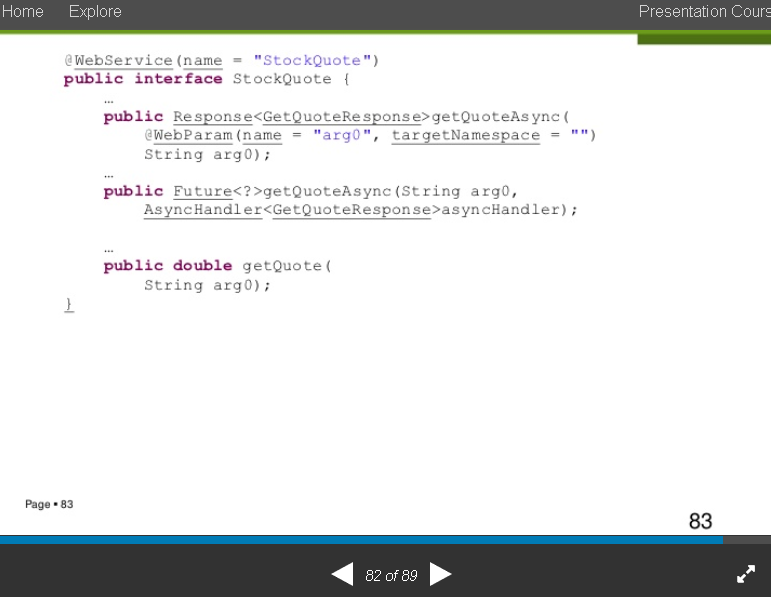 Home Explore Presentation Cours
@WebService(name = "StockQuote")
public interface StockQuote {
…
public Response<GetQuoteResponse>getQuoteAsync(
@WebParam(name = "arg0", targetNamespace = "")
String arg0);
…
public Future<?>getQuoteAsync(String arg0,
AsyncHandler<GetQuoteResponse>asyncHandler);
…
public double getQuote(
String arg0);
}
Page ▪ 83
83
82 of 89